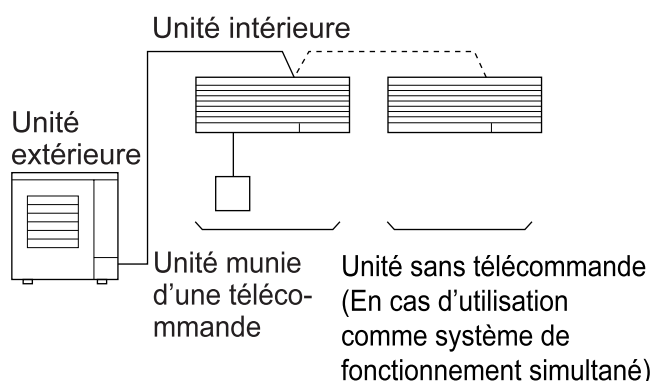 Unité intérieure
Unité
extérieure
Unité munie
d'une téléco-
mmande
Unité sans télécommande
(En cas d'utilisation
comme système de
fonctionnement simultané)